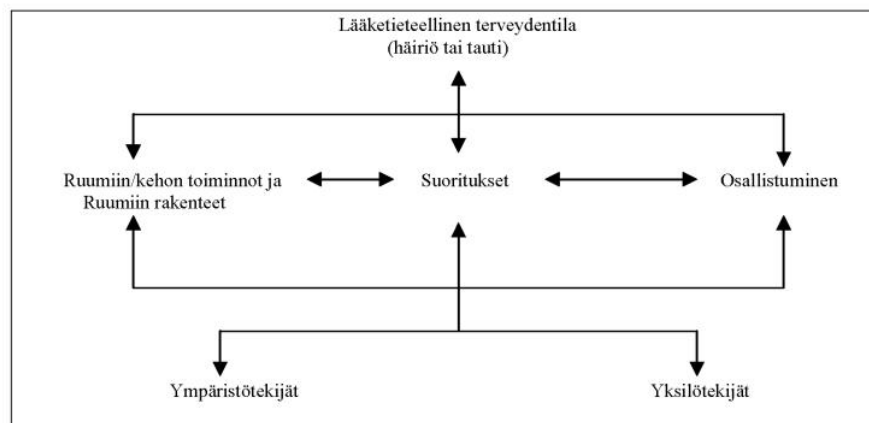 Lääketieteellinen terveydentila
(häiriö tai tauti)
Ruumiin/kehon toiminnot ja
Ruumiin rakenteet
Suoritukset
Osallistuminen
Ympäristötekijät
Yksilötekijät